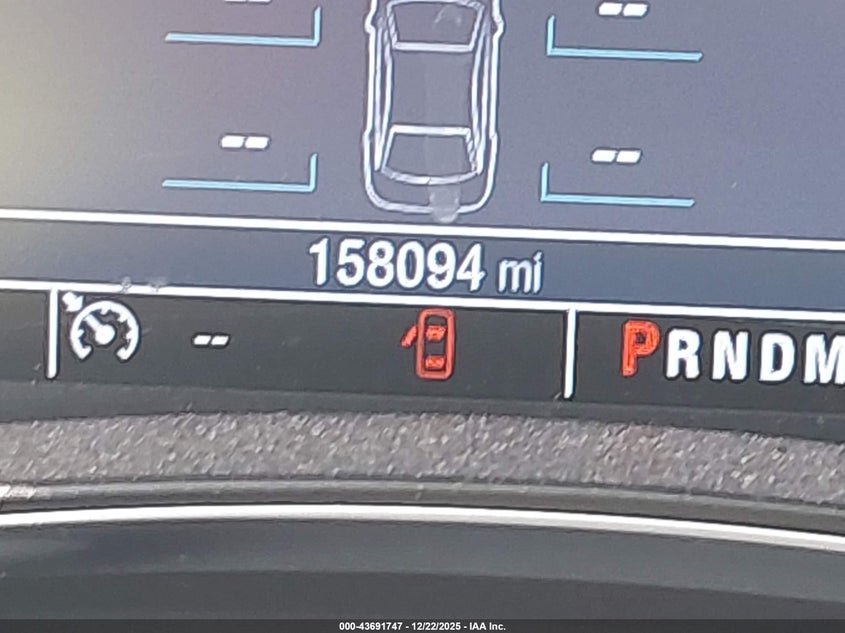 -- --
-- --
158094 mi
-- PRNDM
000-43691747 - 12/22/2025 - IAA Inc.